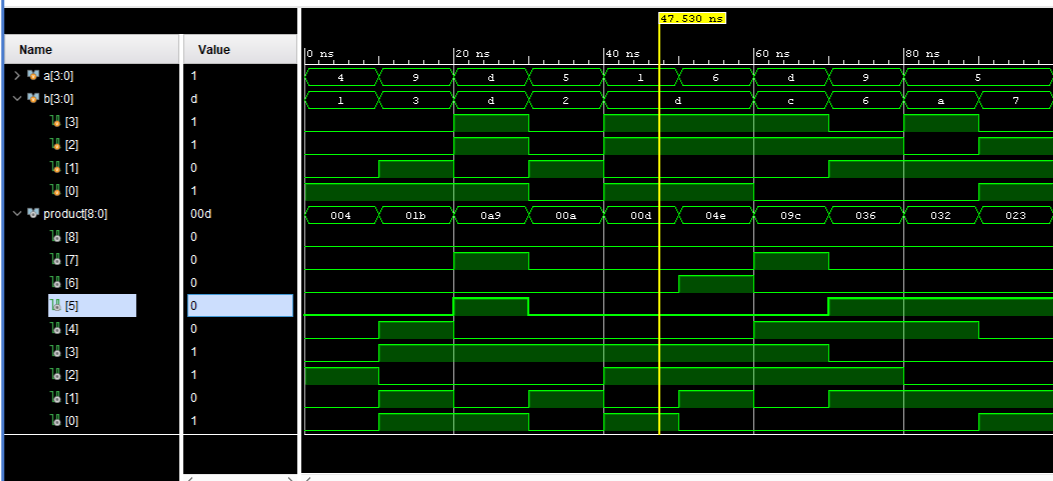 47.530 ns
Name Value 0 ns 20 ns 40 ns 60 ns 80 ns
a[3:0] 1 4 9 d 5 1 6 d 9 5
b[3:0] d 1 3 d 2 d c 6 a 7
[3] 1
[2] 1
[1] 0
[0] 1
product[8:0] 00d 004 01b 0a9 00a 00d 04e 09c 036 032 023
[8] 0
[7] 0
[6] 0
[5] 0
[4] 0
[3] 1
[2] 1
[1] 0
[0] 1